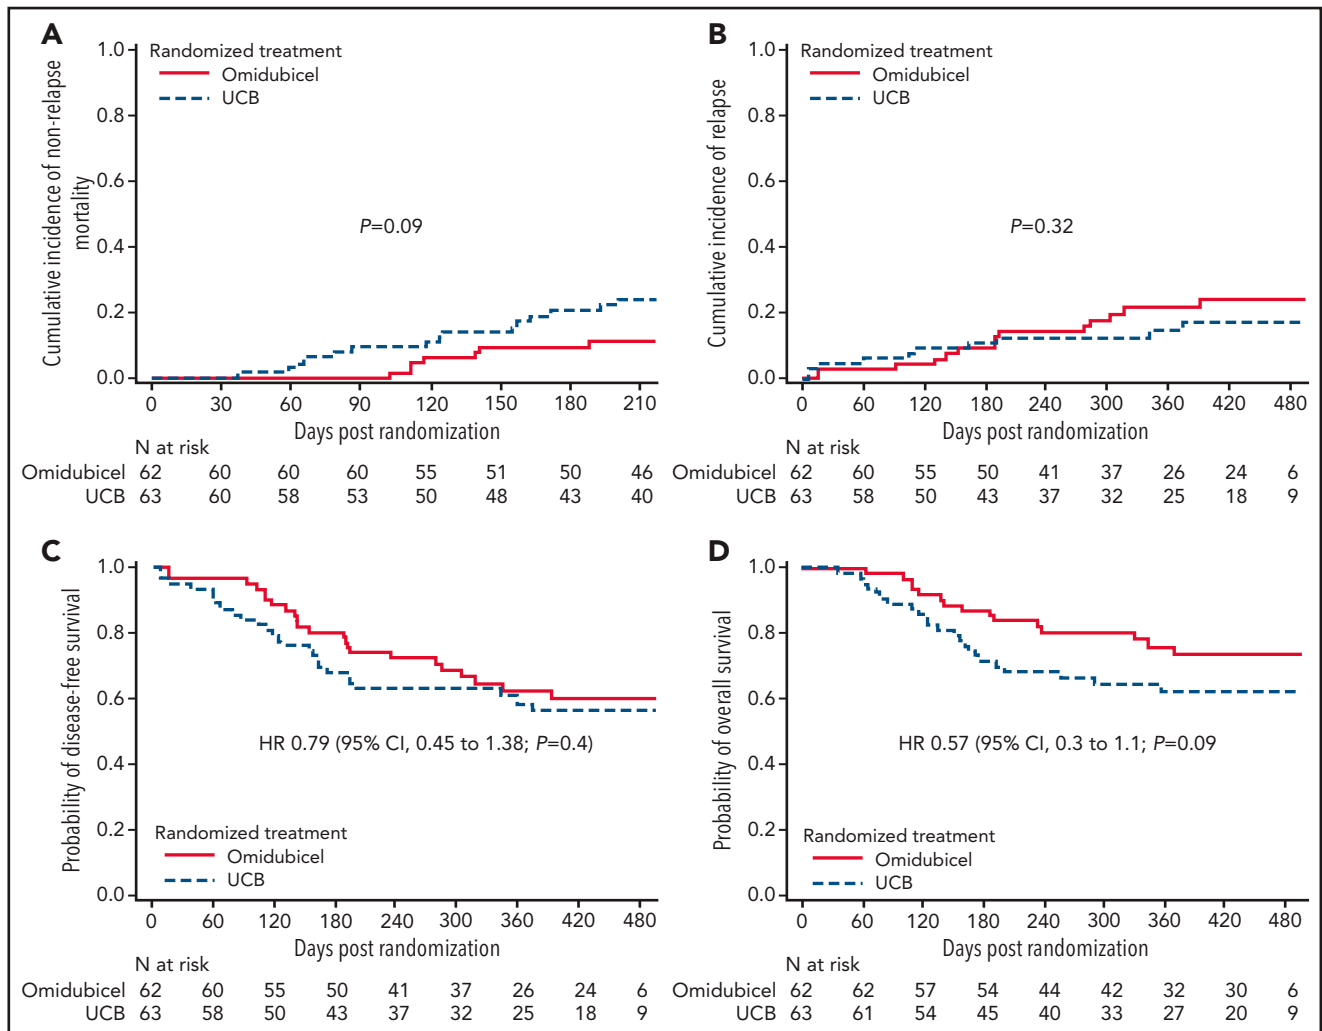 A
Randomized treatment
Omidubicel
UCB
Cumulative incidence of non-relapse
mortality
1.0
0.8
0.6
0.4
0.2
0.0
P=0.09
0 30 60 90 120 150 180 210
Days post randomization
N at risk
Omidubicel 62 60 60 60 55 51 50 46
UCB 63 60 58 53 50 48 43 40
B
Randomized treatment
Omidubicel
UCB
Cumulative incidence of relapse
1.0
0.8
0.6
0.4
0.2
0.0
P=0.32
0 60 120 180 240 300 360 420 480
Days post randomization
N at risk
Omidubicel 62 60 55 50 41 37 26 24 6
UCB 63 58 50 43 37 32 25 18 9
C
Probability of disease-free survival
1.0
0.8
0.6
0.4
0.2
0.0
HR 0.79 (95% CI, 0.45 to 1.38; P=0.4)
Randomized treatment
Omidubicel
UCB
0 60 120 180 240 300 360 420 480
Days post randomization
N at risk
Omidubicel 62 60 55 50 41 37 26 24 6
UCB 63 58 50 43 37 32 25 18 9
D
Probability of overall survival
1.0
0.8
0.6
0.4
0.2
0.0
HR 0.57 (95% CI, 0.3 to 1.1; P=0.09
Randomized treatment
Omidubicel
UCB
0 60 120 180 240 300 360 420 480
Days post randomization
N at risk
Omidubicel 62 62 57 54 44 42 32 30 6
UCB 63 61 54 45 40 33 27 20 9